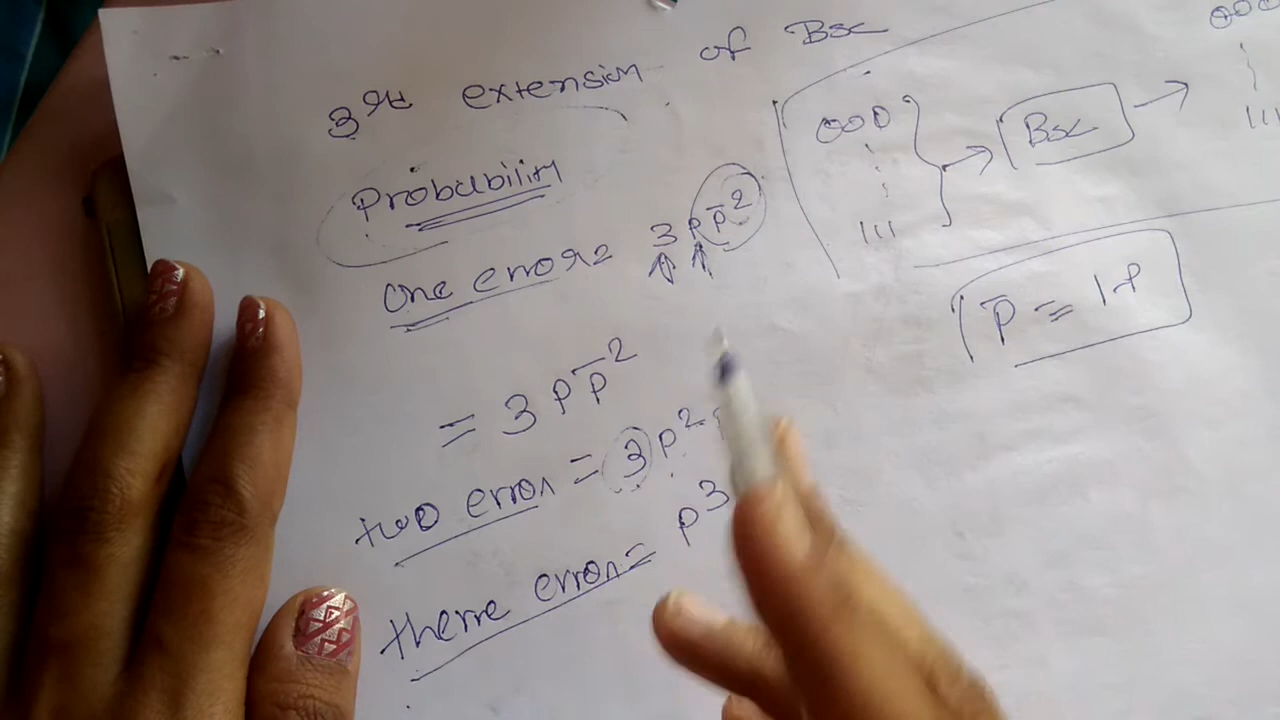 3rd extension of BSC
Probability
One error = 3 p p̄²
= 3 p p̄²
two error = 3 p²
therre error = p³
000
111
BSC
000
111
p̄ = 1-p